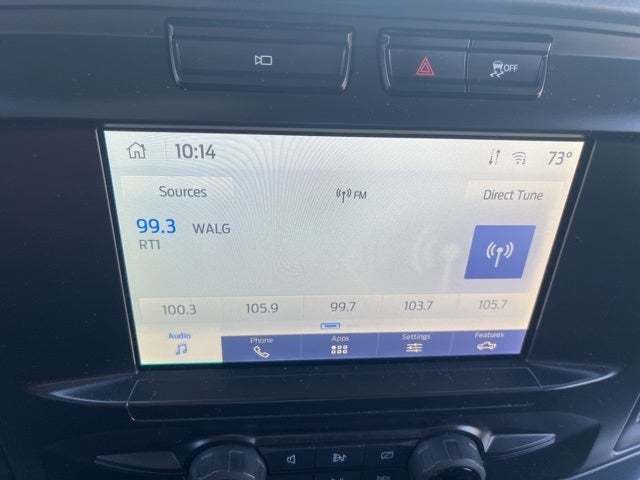 OFF
10:14
73°
Sources
FM
Direct Tune
99.3 WALG
RT1
100.3 105.9 99.7 103.7 105.7
Audio Phone Apps Settings Features